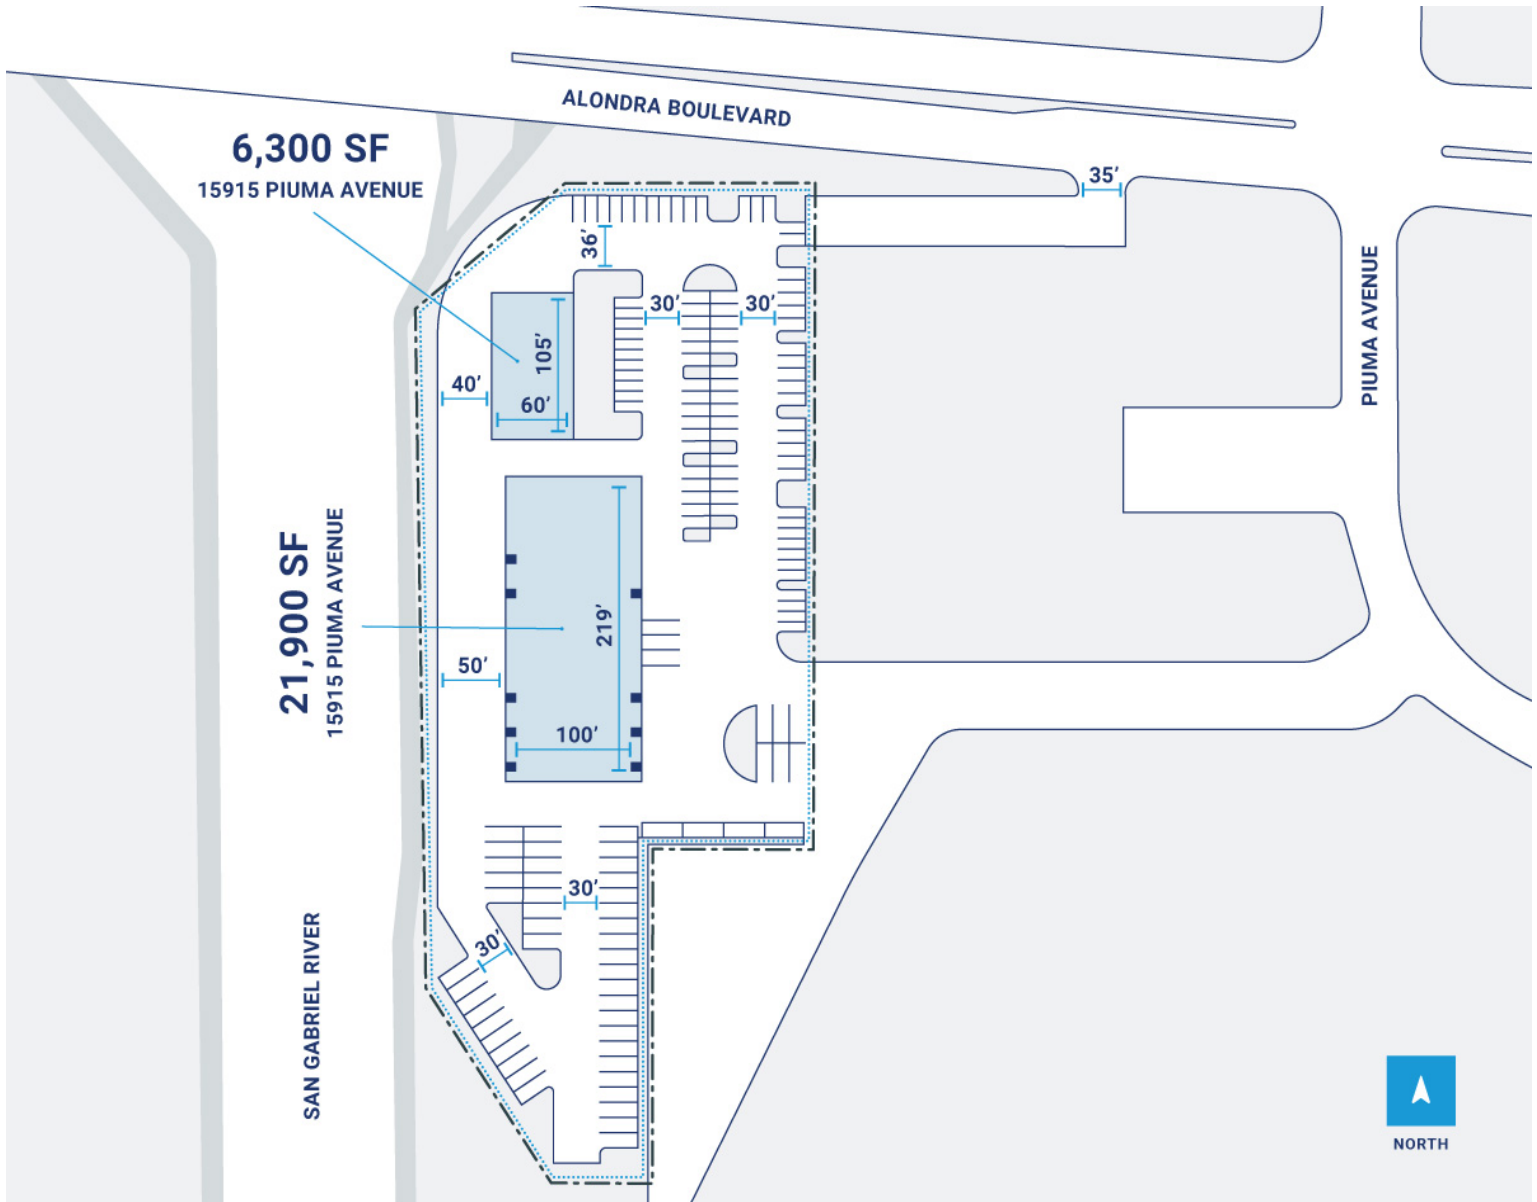 ALONDRA BOULEVARD
6,300 SF
15915 PIUMA AVENUE
35'
36'
30'
30'
105'
60'
40'
PIUMA AVENUE
21,900 SF
15915 PIUMA AVENUE
219'
50'
100'
30'
30'
SAN GABRIEL RIVER
NORTH